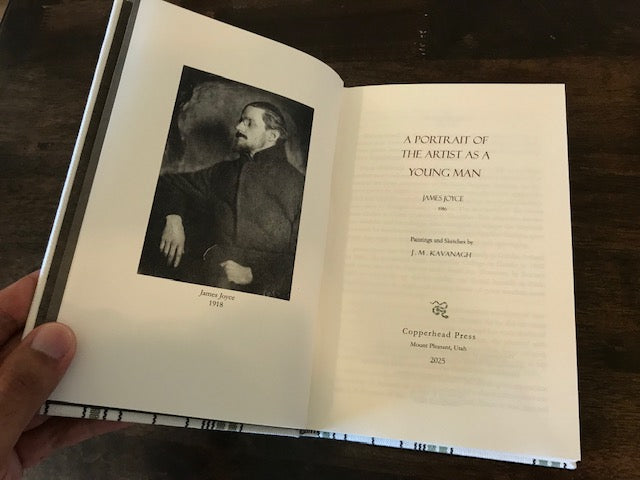 James Joyce
1918
A PORTRAIT OF
THE ARTIST AS A
YOUNG MAN
JAMES JOYCE
1916
Paintings and Sketches by
J. M. KAVANAGH
Copperhead Press
Mount Pleasant, Utah
2025